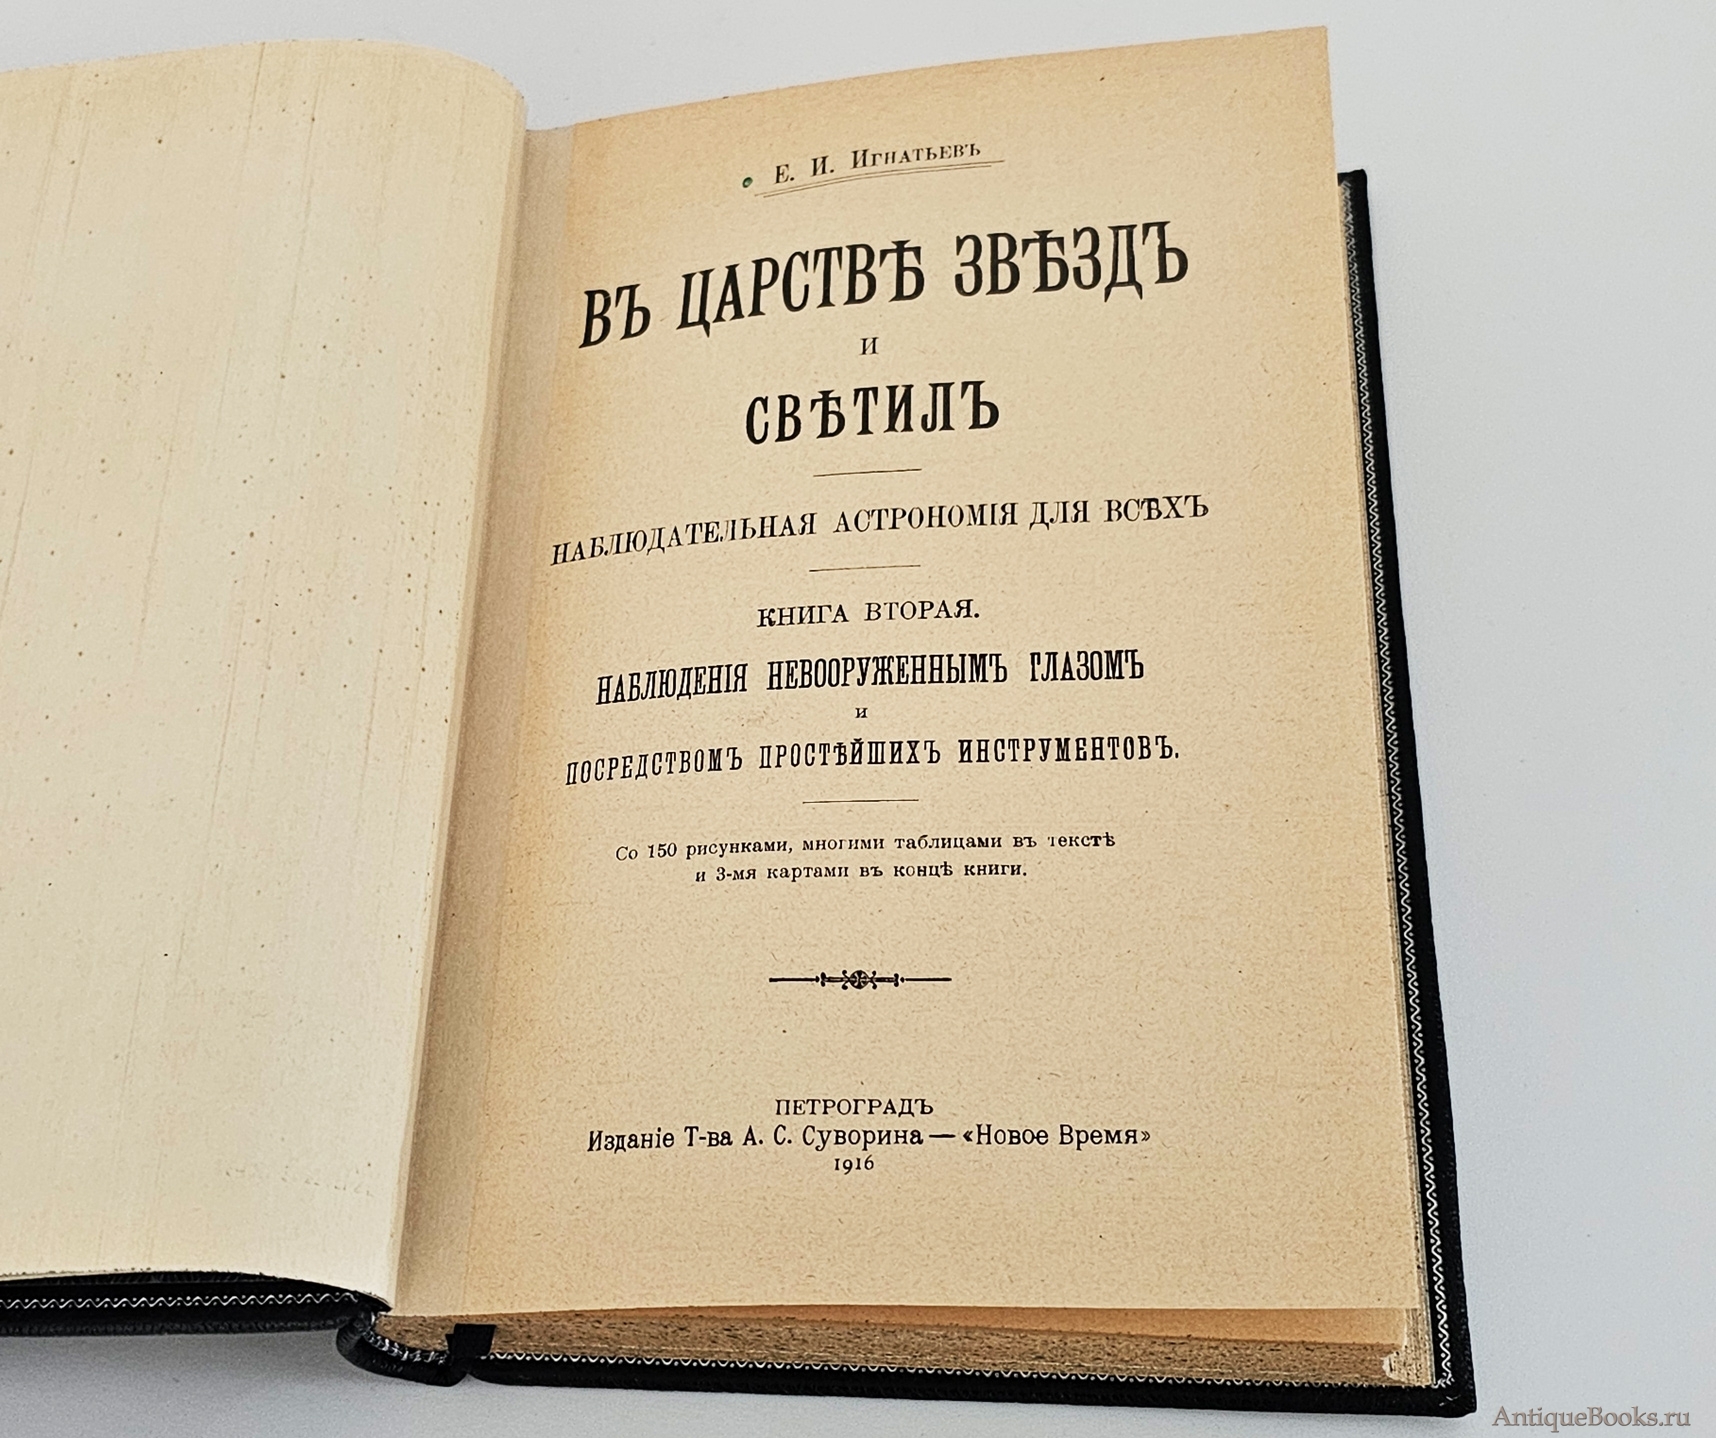 Е. И. Игнатьевъ
ВЪ ЦАРСТВѢ ЗВѢЗДЪ
И
СВѢТИЛЪ
НАБЛЮДАТЕЛЬНАЯ АСТРОНОМІЯ ДЛЯ ВСѢХЪ
КНИГА ВТОРАЯ.
НАБЛЮДЕНІЯ НЕВООРУЖЕННЫМЪ ГЛАЗОМЪ
И
ПОСРЕДСТВОМЪ ПРОСТѢЙШИХЪ ИНСТРУМЕНТОВЪ.
Со 150 рисунками, многими таблицами въ текстѣ
и 3-мя картами въ концѣ книги.
ПЕТРОГРАДЪ
Изданіе Т-ва А. С. Суворина — «Новое Время»
1916
AntiqueBooks.ru